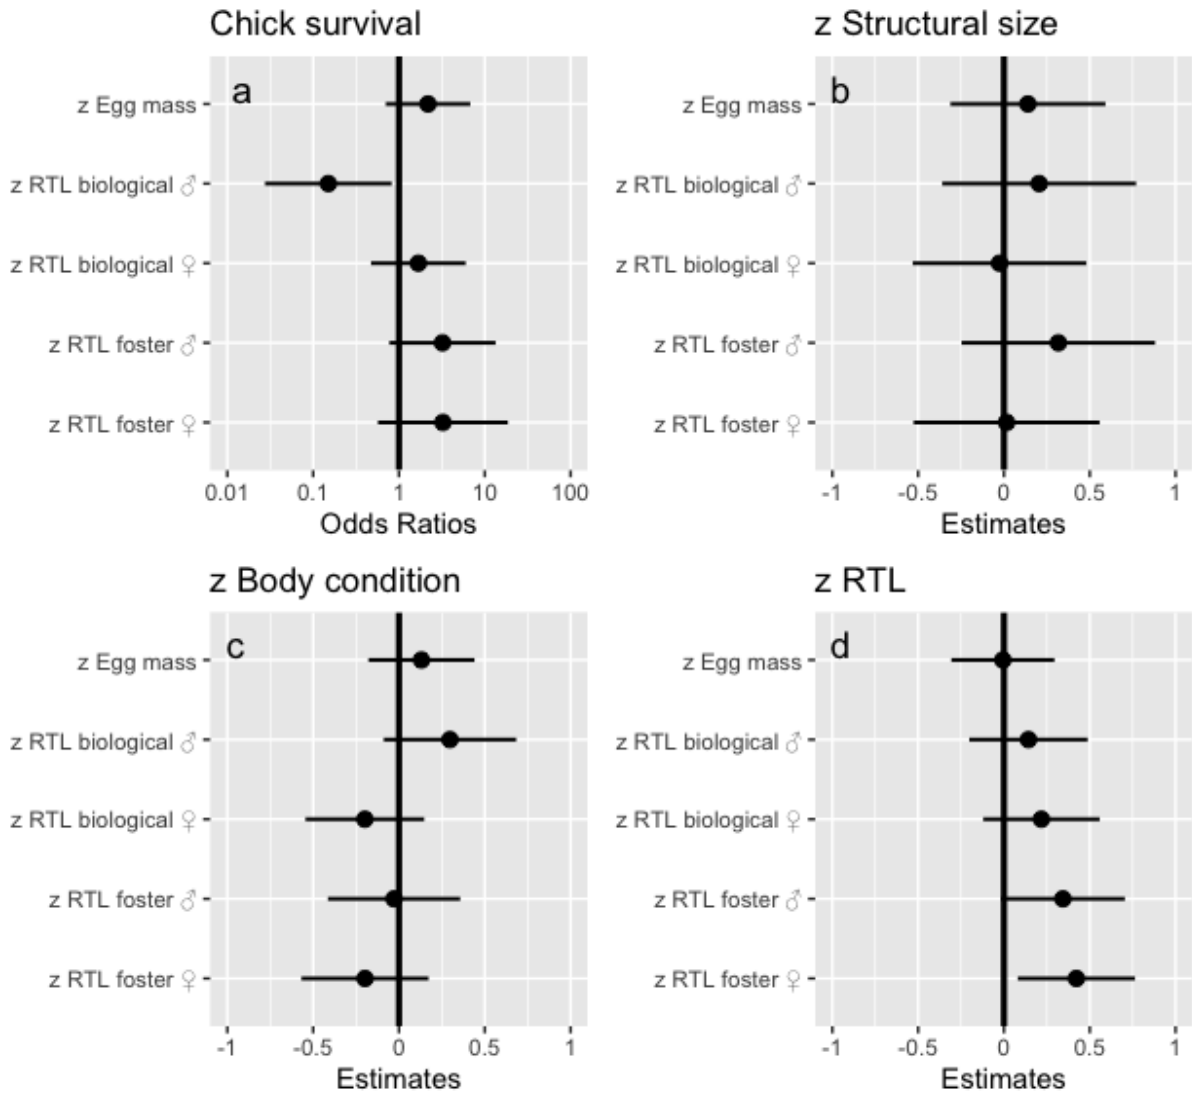 Chick survival
a
z Egg mass
z RTL biological ♂
z RTL biological ♀
z RTL foster ♂
z RTL foster ♀
0.01 0.1 1 10 100
Odds Ratios
z Structural size
b
z Egg mass
z RTL biological ♂
z RTL biological ♀
z RTL foster ♂
z RTL foster ♀
-1 -0.5 0 0.5 1
Estimates
z Body condition
c
z Egg mass
z RTL biological ♂
z RTL biological ♀
z RTL foster ♂
z RTL foster ♀
-1 -0.5 0 0.5 1
Estimates
z RTL
d
z Egg mass
z RTL biological ♂
z RTL biological ♀
z RTL foster ♂
z RTL foster ♀
-1 -0.5 0 0.5 1
Estimates